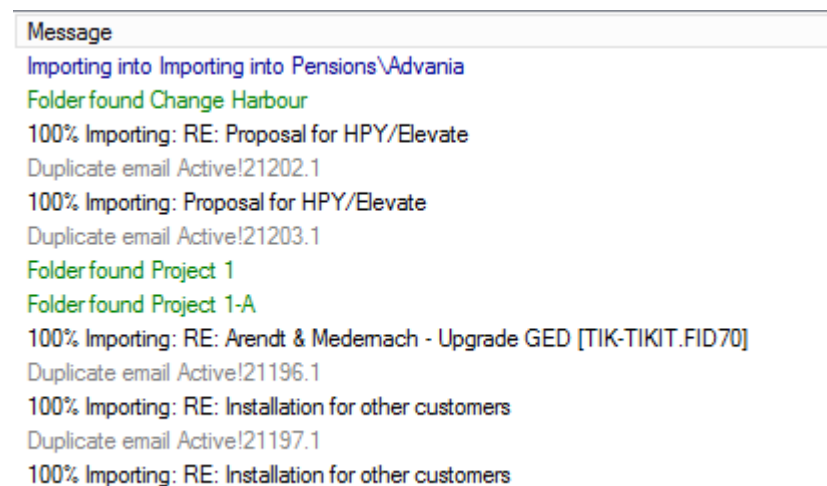 Message
Importing into Importing into Pensions\Advania
Folder found Change Harbour
100% Importing: RE: Proposal for HPY/Elevate
Duplicate email Active!21202.1
100% Importing: Proposal for HPY/Elevate
Duplicate email Active!21203.1
Folder found Project 1
Folder found Project 1-A
100% Importing: RE: Arendt & Medernach - Upgrade GED [TIK-TIKIT.FID70]
Duplicate email Active!21196.1
100% Importing: RE: Installation for other customers
Duplicate email Active!21197.1
100% Importing: RE: Installation for other customers